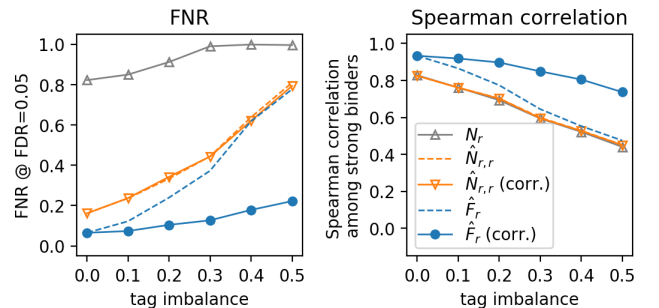 FNR
FNR @ FDR=0.05
1.0
0.8
0.6
0.4
0.2
0.0
0.0 0.1 0.2 0.3 0.4 0.5
tag imbalance
Spearman correlation
Spearman correlation
among strong binders
1.0
0.8
0.6
0.4
0.2
0.0
N_r
N̂_{r,r}
N̂_{r,r} (corr.)
F̂_r
F̂_r (corr.)
0.0 0.1 0.2 0.3 0.4 0.5
tag imbalance